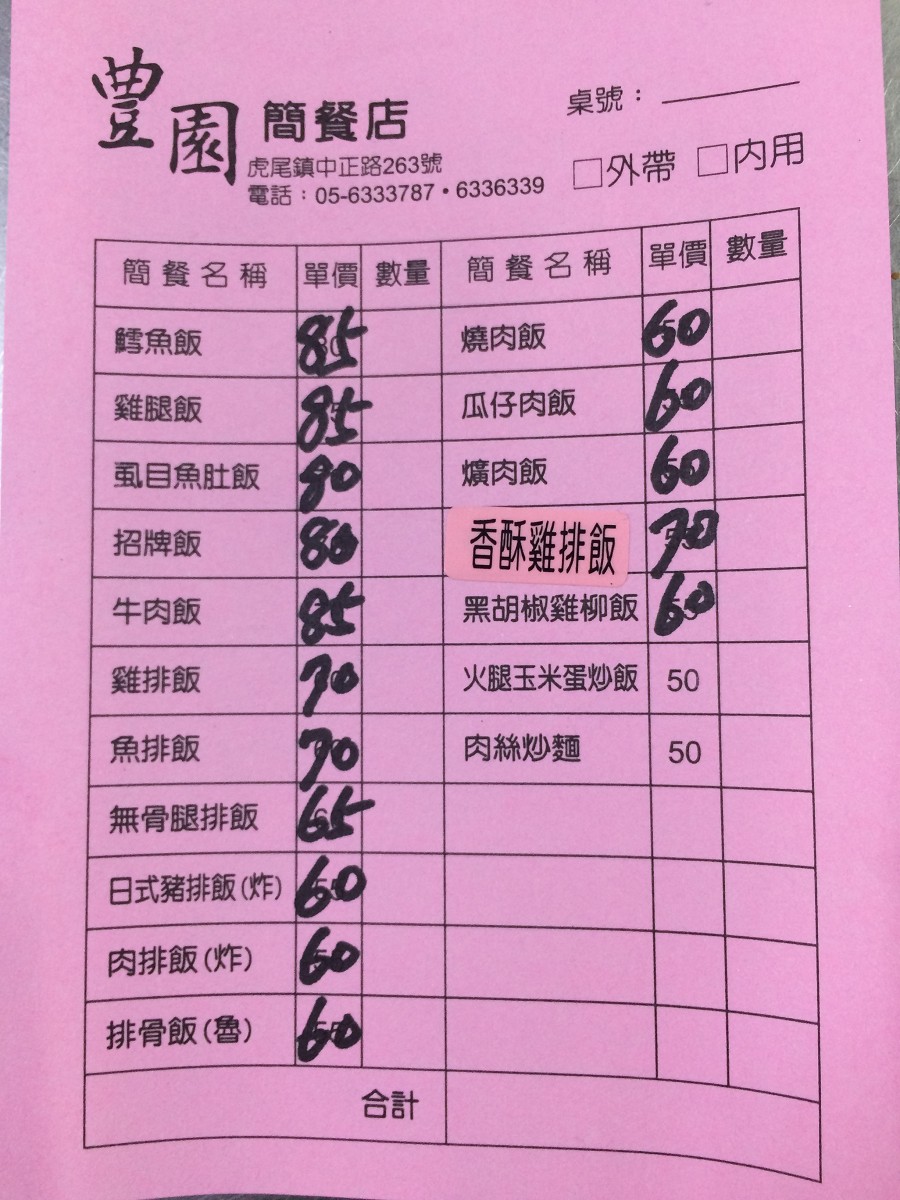 豊園 簡餐店
桌號：
虎尾鎮中正路263號
電話：05-6333787・6336339
□外帶 □內用
簡餐名稱 單價 數量 簡餐名稱 單價 數量
鱈魚飯 85 燒肉飯 60
雞腿飯 85 瓜仔肉飯 60
虱目魚肚飯 80 爌肉飯 60
招牌飯 80 香酥雞排飯 70
牛肉飯 85 黑胡椒雞柳飯 60
雞排飯 70 火腿玉米蛋炒飯 50
魚排飯 70 肉絲炒麵 50
無骨腿排飯 65
日式豬排飯(炸) 60
肉排飯(炸) 60
排骨飯(魯) 60
合計